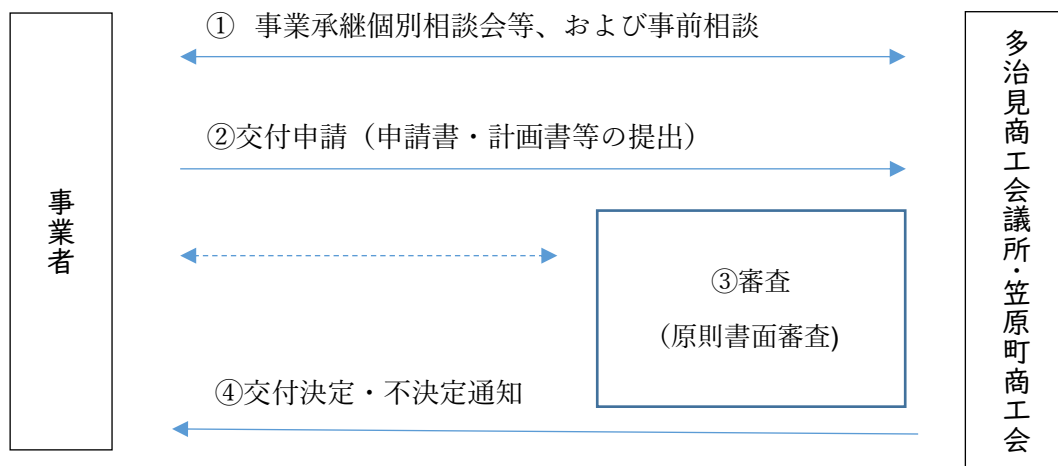 ① 事業承継個別相談会等、および事前相談
②交付申請（申請書・計画書等の提出）
事業者
③審査
（原則書面審査)
④交付決定・不決定通知
多治見商工会議所・笠原町商工会